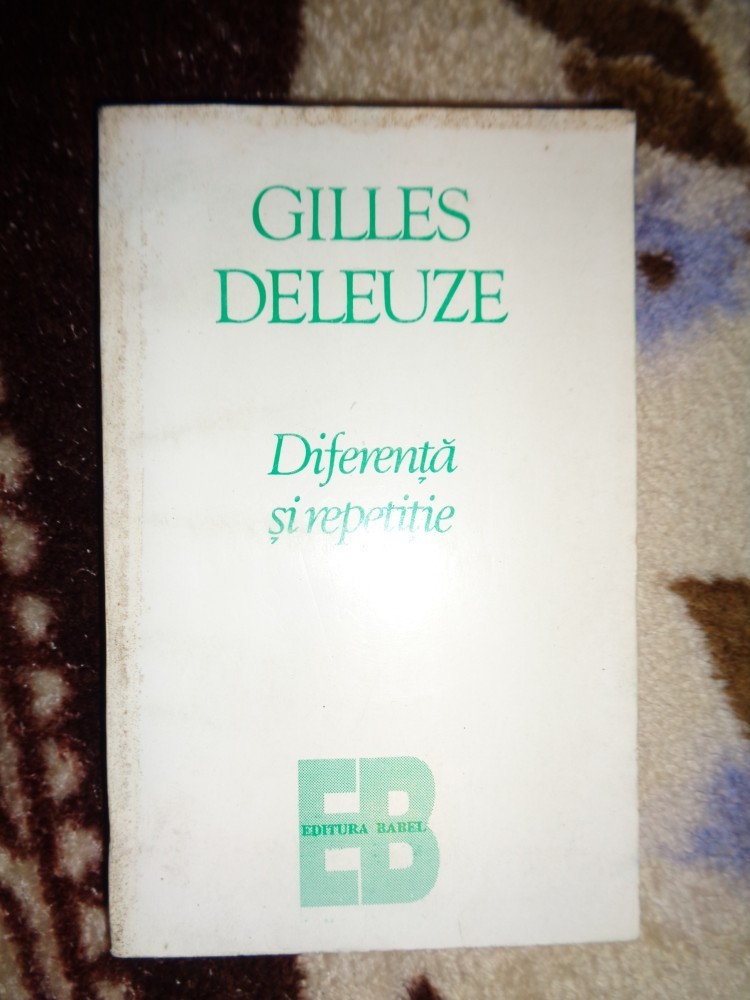 GILLES
DELEUZE
Diferență
și repetiție
EB
EDITURA BABEL